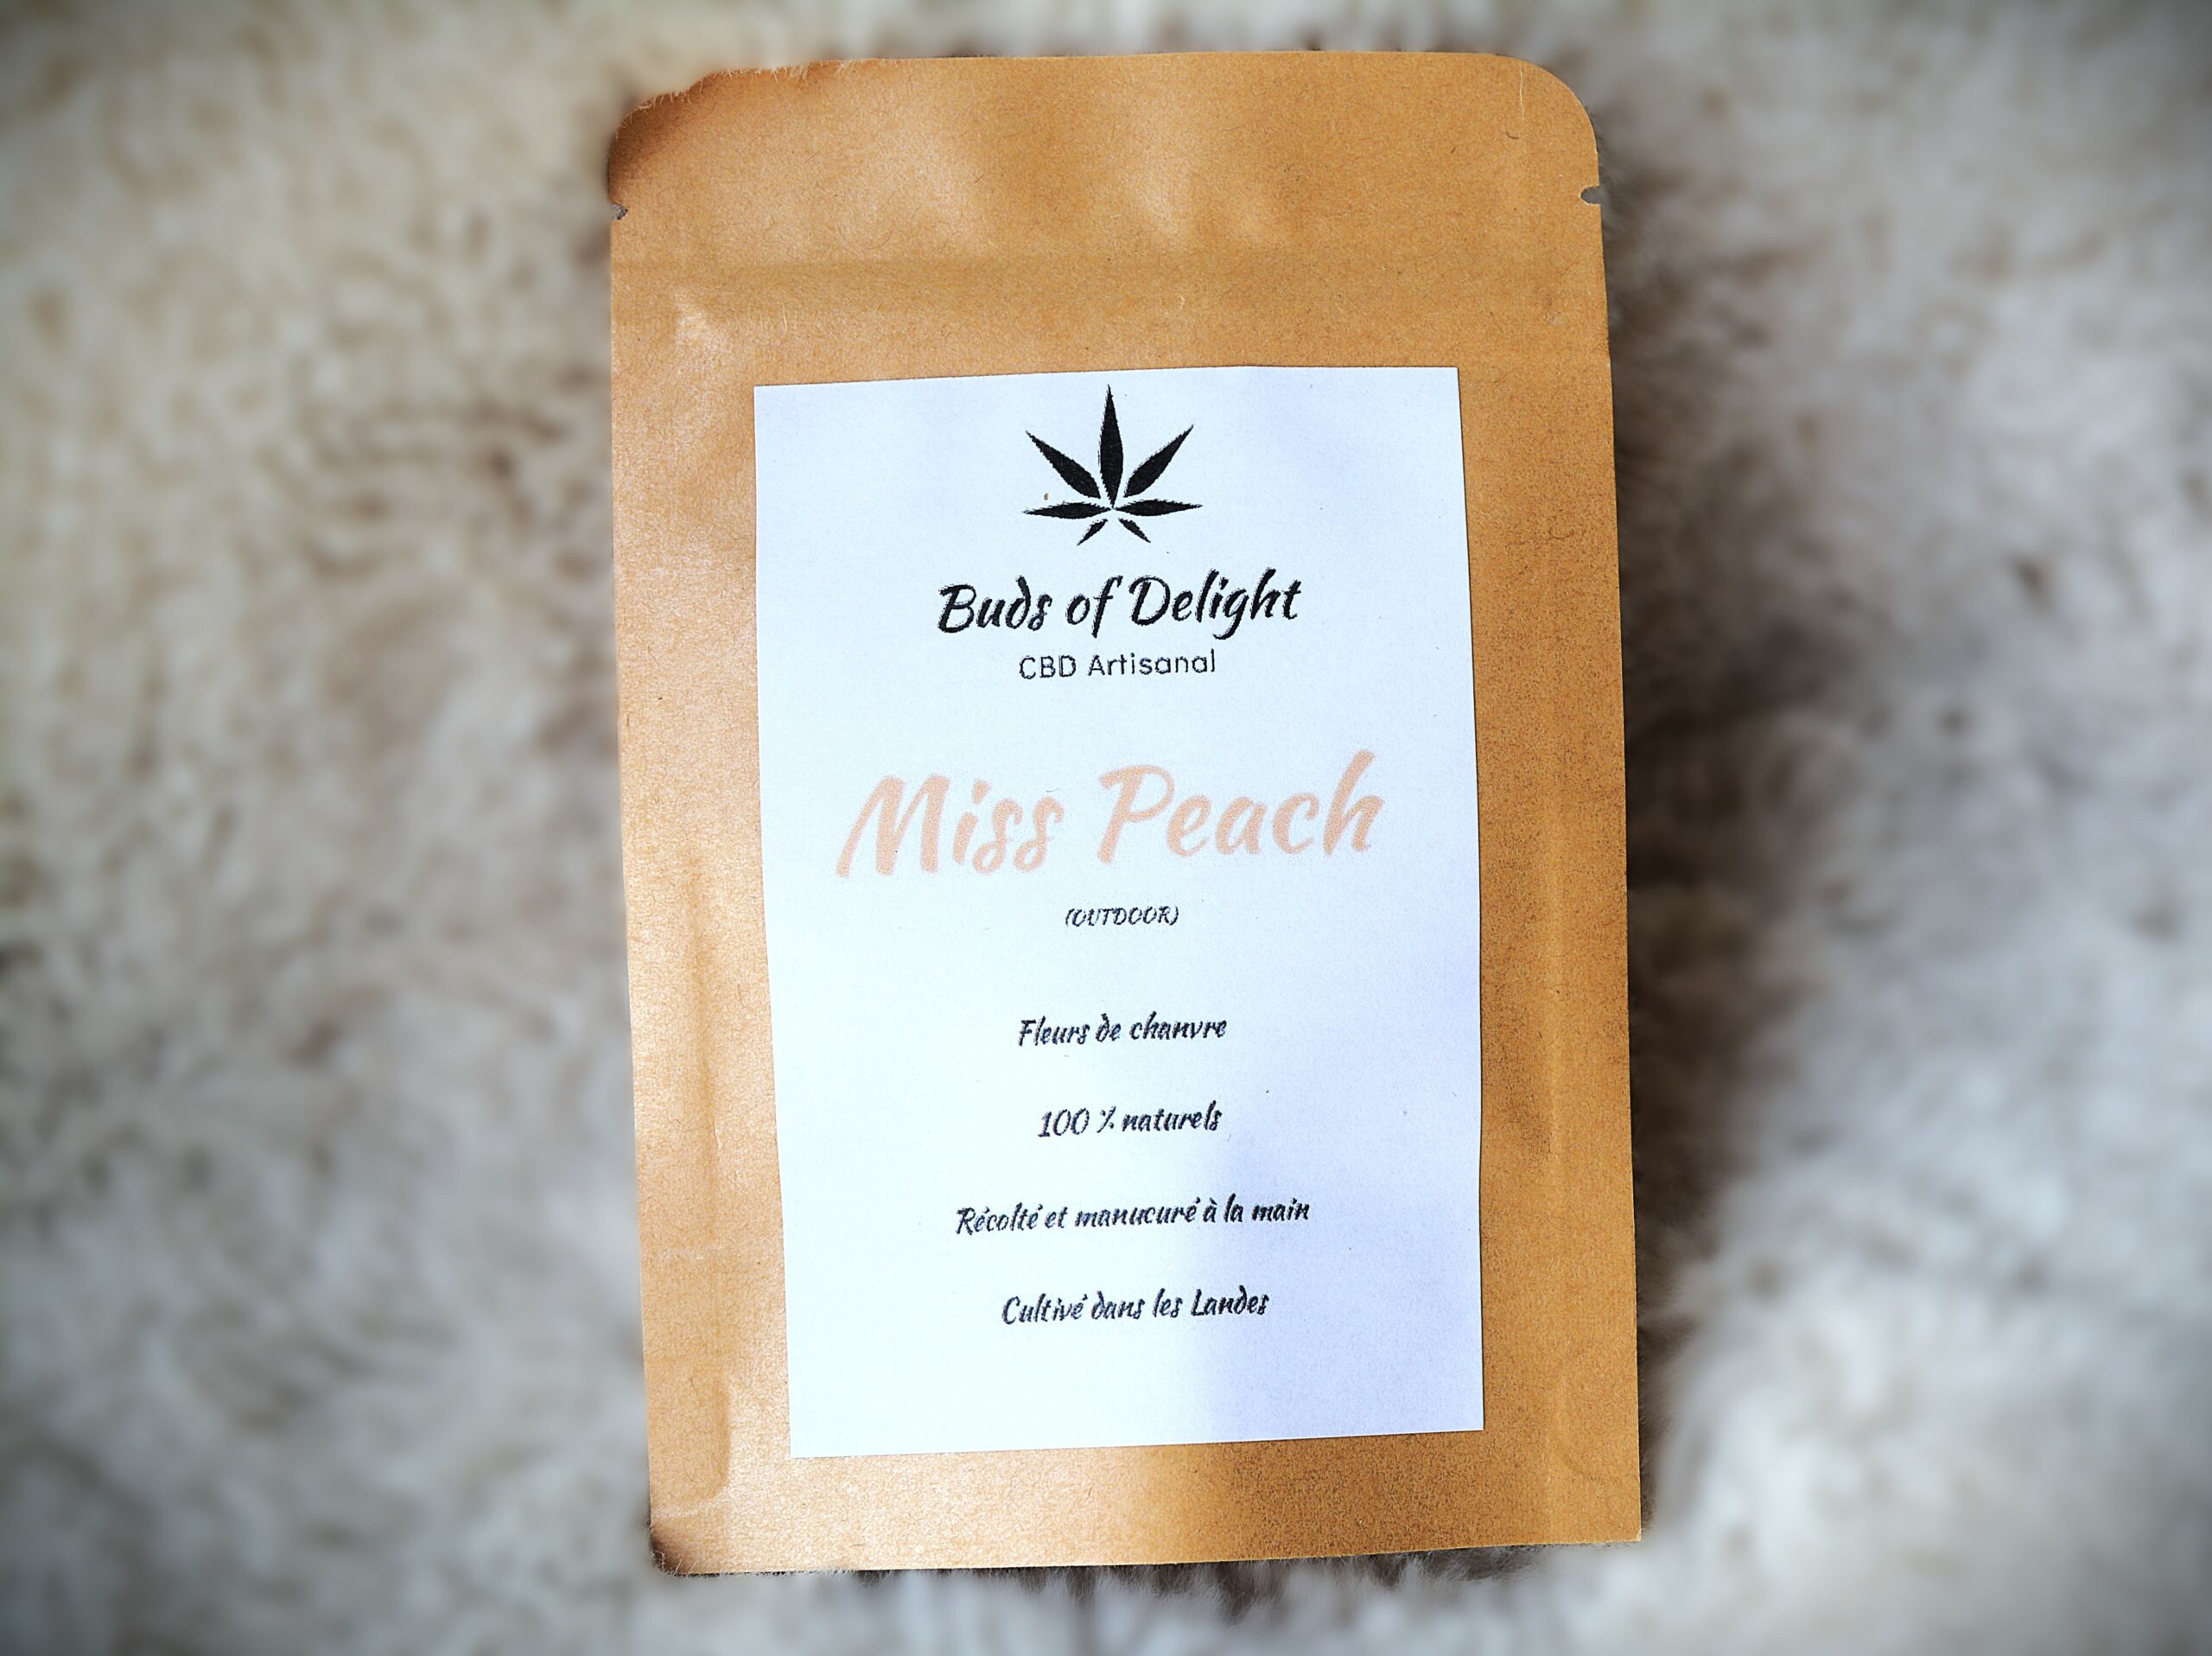 Buds of Delight
CBD Artisanal
Miss Peach
(OUTDOOR)
Fleurs de chanvre
100 % naturels
Récolté et manucuré à la main
Cultivé dans les Landes